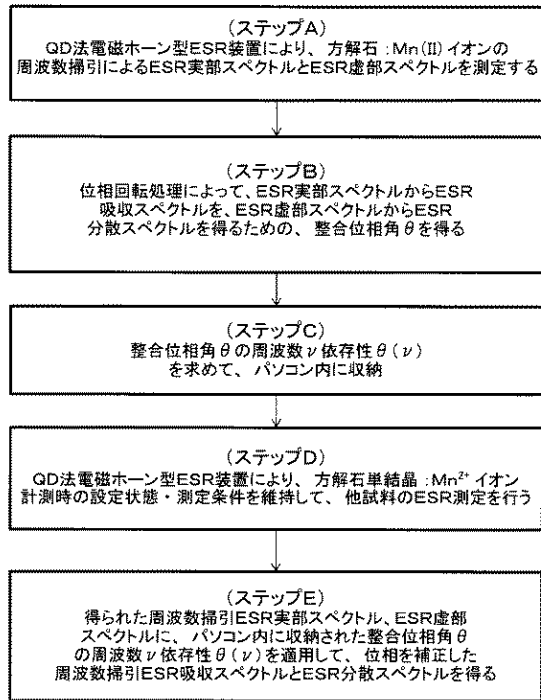 (ステップA)
QD法電磁ホーン型ESR装置により、方解石:Mn(II)イオンの
周波数掃引によるESR実部スペクトルとESR虚部スペクトルを測定する
(ステップB)
位相回転処理によって、ESR実部スペクトルからESR
吸収スペクトルを、ESR虚部スペクトルからESR
分散スペクトルを得るための、整合位相角θを得る
(ステップC)
整合位相角θの周波数ν依存性θ(ν)
を求めて、パソコン内に収納
(ステップD)
QD法電磁ホーン型ESR装置により、方解石単結晶:Mn²⁺イオン
計測時の設定状態・測定条件を維持して、他試料のESR測定を行う
(ステップE)
得られた周波数掃引ESR実部スペクトル、ESR虚部
スペクトルに、パソコン内に収納された整合位相角θ
の周波数ν依存性θ(ν)を適用して、位相を補正した
周波数掃引ESR吸収スペクトルとESR分散スペクトルを得る